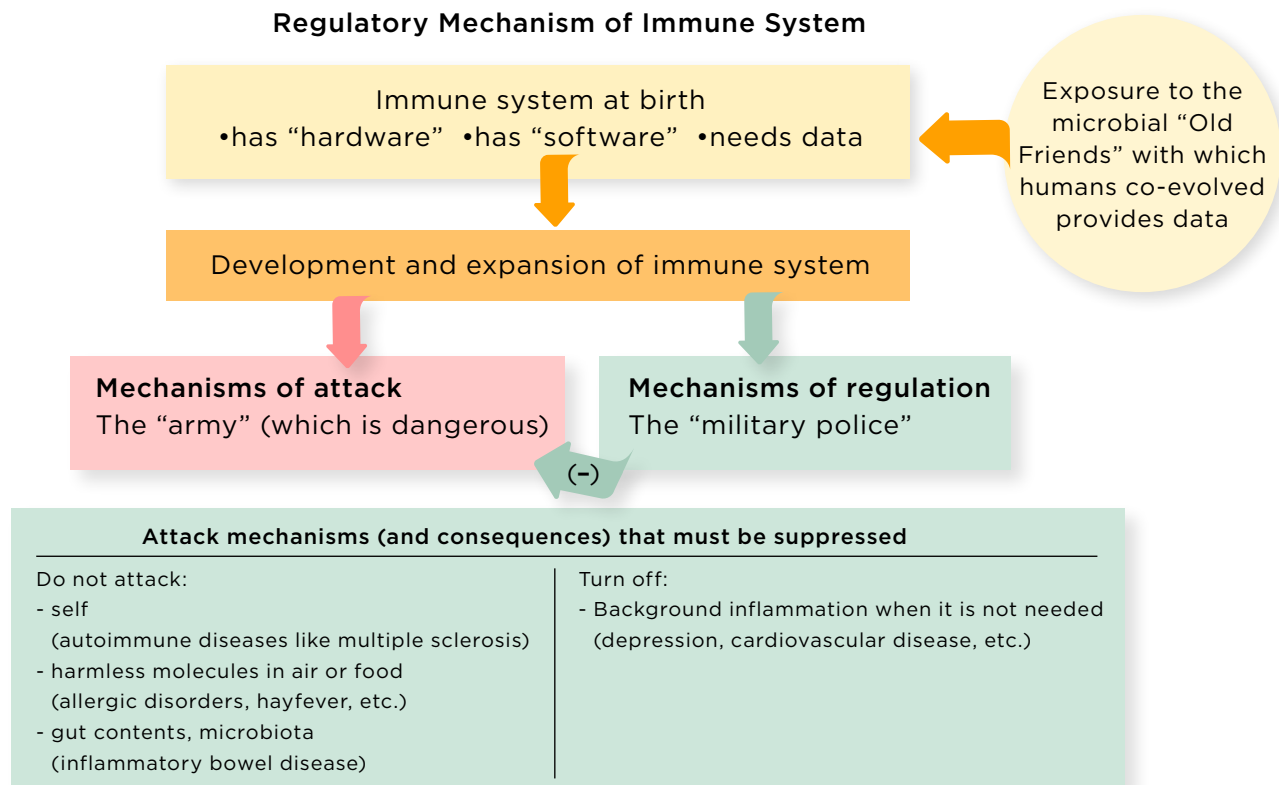 Regulatory Mechanism of Immune System
Immune system at birth
•has “hardware” •has “software” •needs data
Exposure to the
microbial “Old
Friends” with which
humans co-evolved
provides data
Development and expansion of immune system
Mechanisms of attack
The “army” (which is dangerous)
Mechanisms of regulation
The “military police”
(–)
Attack mechanisms (and consequences) that must be suppressed
Do not attack:
- self
(autoimmune diseases like multiple sclerosis)
- harmless molecules in air or food
(allergic disorders, hayfever, etc.)
- gut contents, microbiota
(inflammatory bowel disease)
Turn off:
- Background inflammation when it is not needed
(depression, cardiovascular disease, etc.)